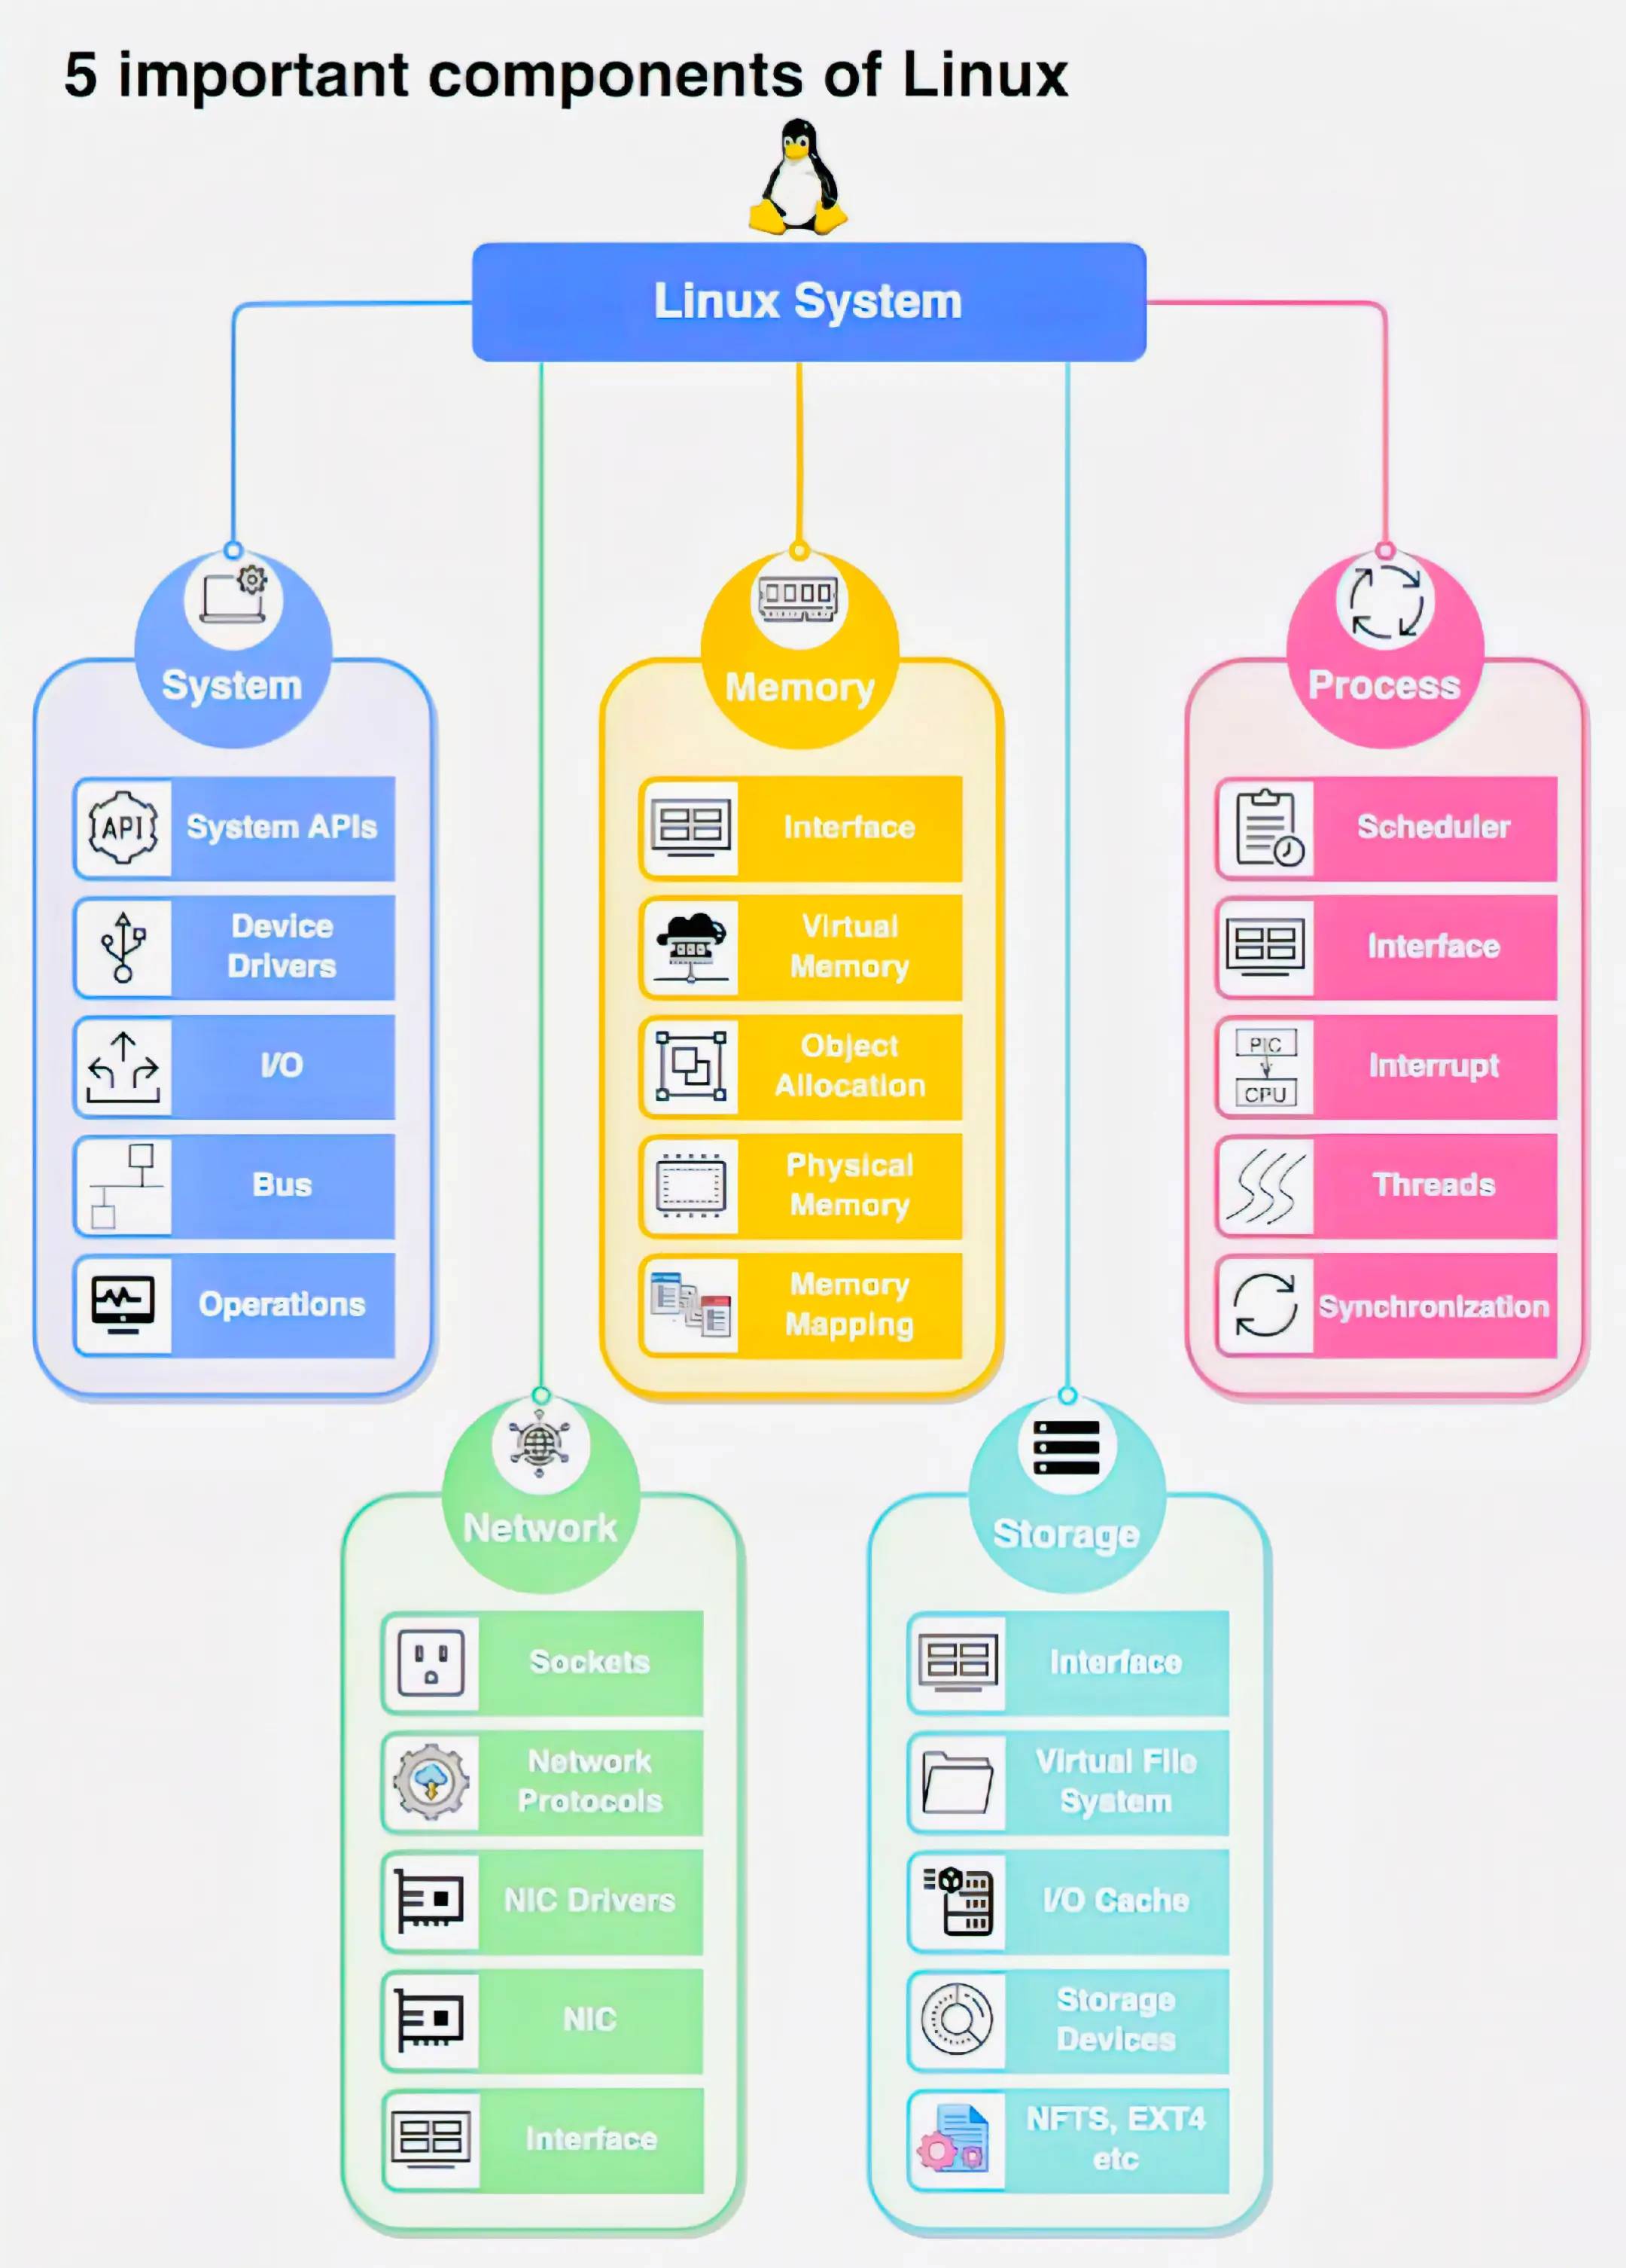 5 important components of Linux
Linux System
System
System APIs
Device
Drivers
I/O
Bus
Operations
Memory
Interface
Virtual
Memory
Object
Allocation
Physical
Memory
Memory
Mapping
Process
Scheduler
Interface
Interrupt
Threads
Synchronization
API
PIC
CPU
Network
Sockets
Network
Protocols
NIC Drivers
NIC
Interface
Storage
Interface
Virtual File
System
I/O Cache
Storage
Devices
NFTS, EXT4
etc